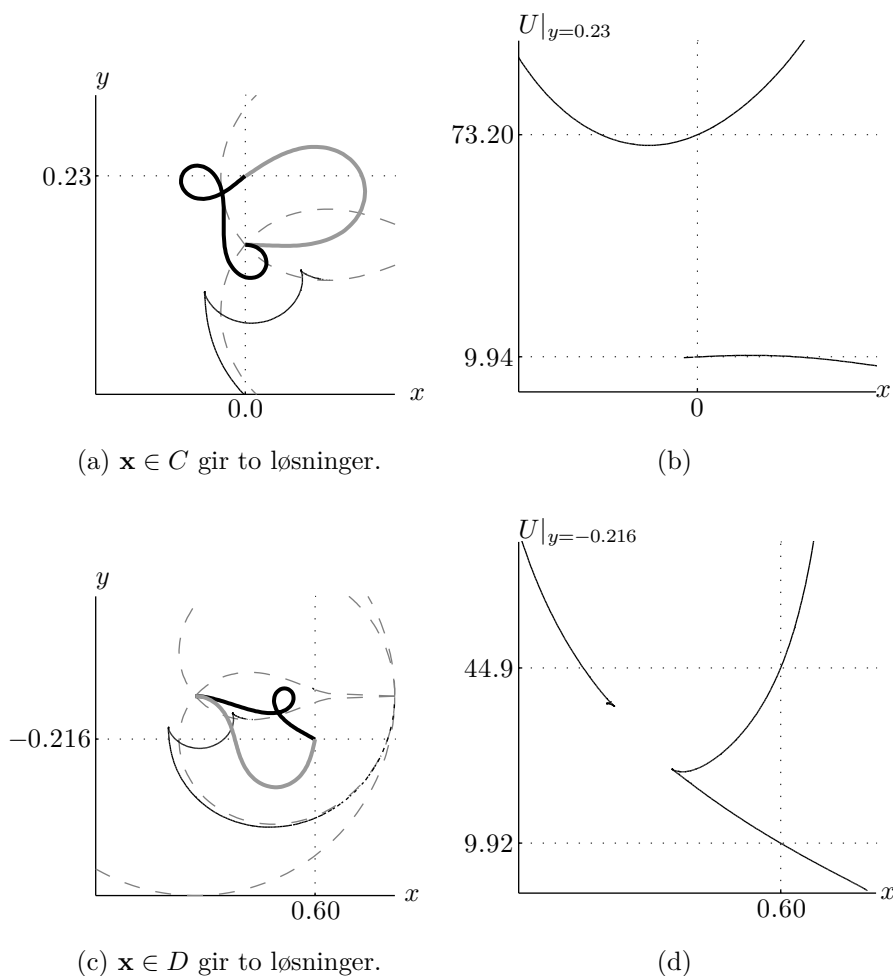 y
0.23
x
0.0
(a) x ∈ C gir to løsninger.
U|y=0.23
73.20
9.94
x
0
(b)
y
−0.216
x
0.60
(c) x ∈ D gir to løsninger.
U|y=−0.216
44.9
9.92
x
0.60
(d)